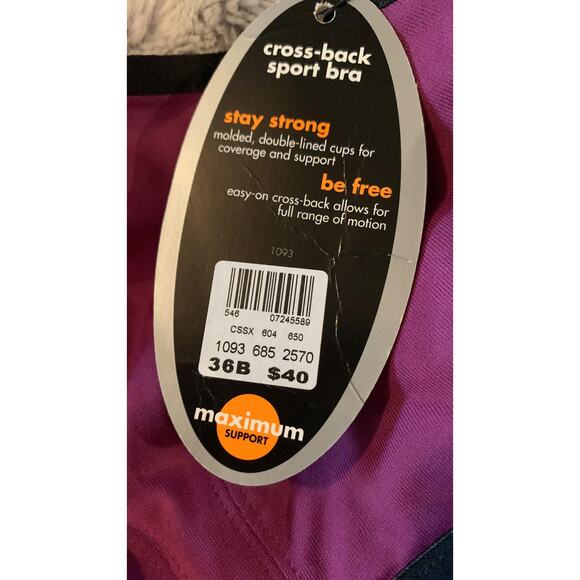 cross-back
sport bra
stay strong
molded, double-lined cups for
coverage and support
be free
easy-on cross-back allows for
full range of motion
1093
546 07245589
CSSX 604 650
1093 685 2570
36B $40
maximum
SUPPORT